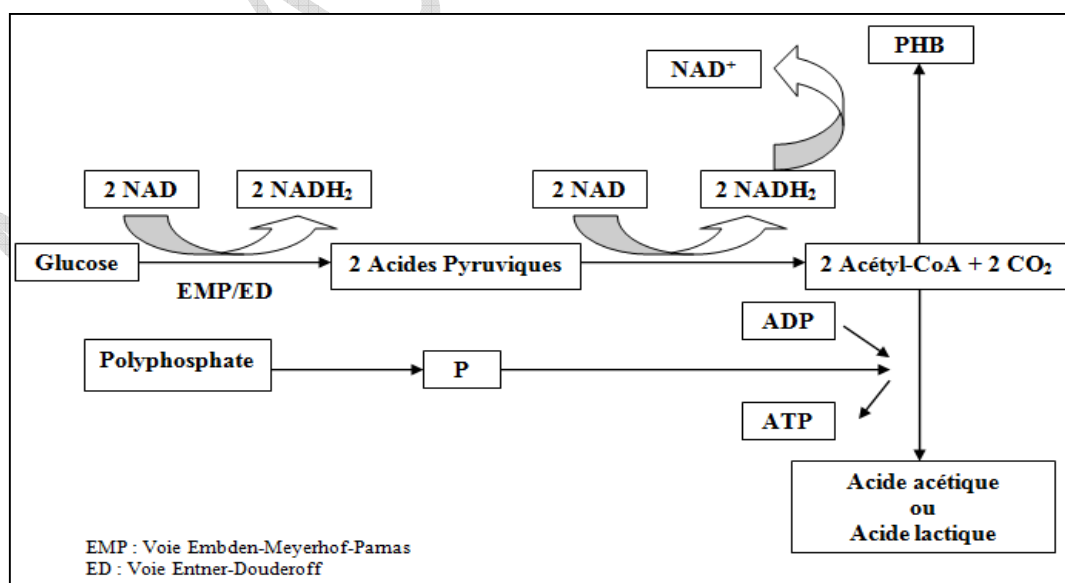 PHB
NAD⁺
2 NAD
2 NADH₂
2 NAD
2 NADH₂
Glucose
2 Acides Pyruviques
2 Acétyl-CoA + 2 CO₂
EMP/ED
ADP
Polyphosphate
P
ATP
Acide acétique
ou
Acide lactique
EMP : Voie Embden-Meyerhof-Parnas
ED : Voie Entner-Douderoff